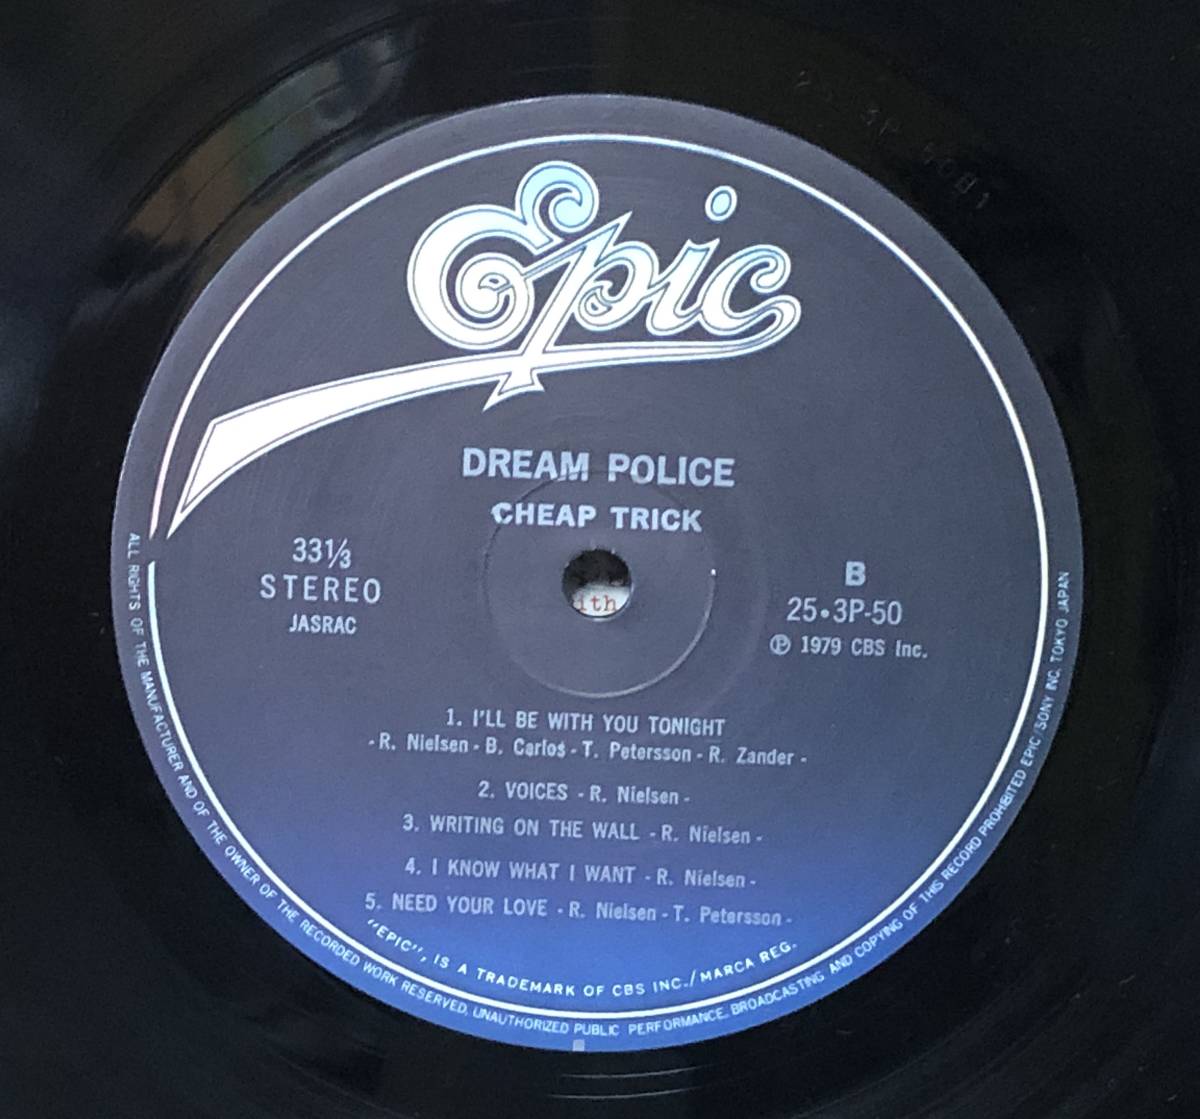 Epic
DREAM POLICE
CHEAP TRICK
33⅓
STEREO
JASRAC
B
25•3P-50
℗ 1979 CBS Inc.
ith
1. I'LL BE WITH YOU TONIGHT
-R. Nielsen - B. Carlos - T. Petersson - R. Zander -
2. VOICES - R. Nielsen -
3. WRITING ON THE WALL - R. Nielsen -
4. I KNOW WHAT I WANT - R. Nielsen -
5. NEED YOUR LOVE - R. Nielsen - T. Petersson -
"EPIC", IS A TRADEMARK OF CBS INC./MARCA REG.
ALL RIGHTS OF THE MANUFACTURER AND OF THE OWNER OF THE RECORDED WORK RESERVED, UNAUTHORIZED PUBLIC PERFORMANCE, BROADCASTING AND COPYING OF THIS RECORD PROHIBITED EPIC/SONY INC. TOKYO JAPAN